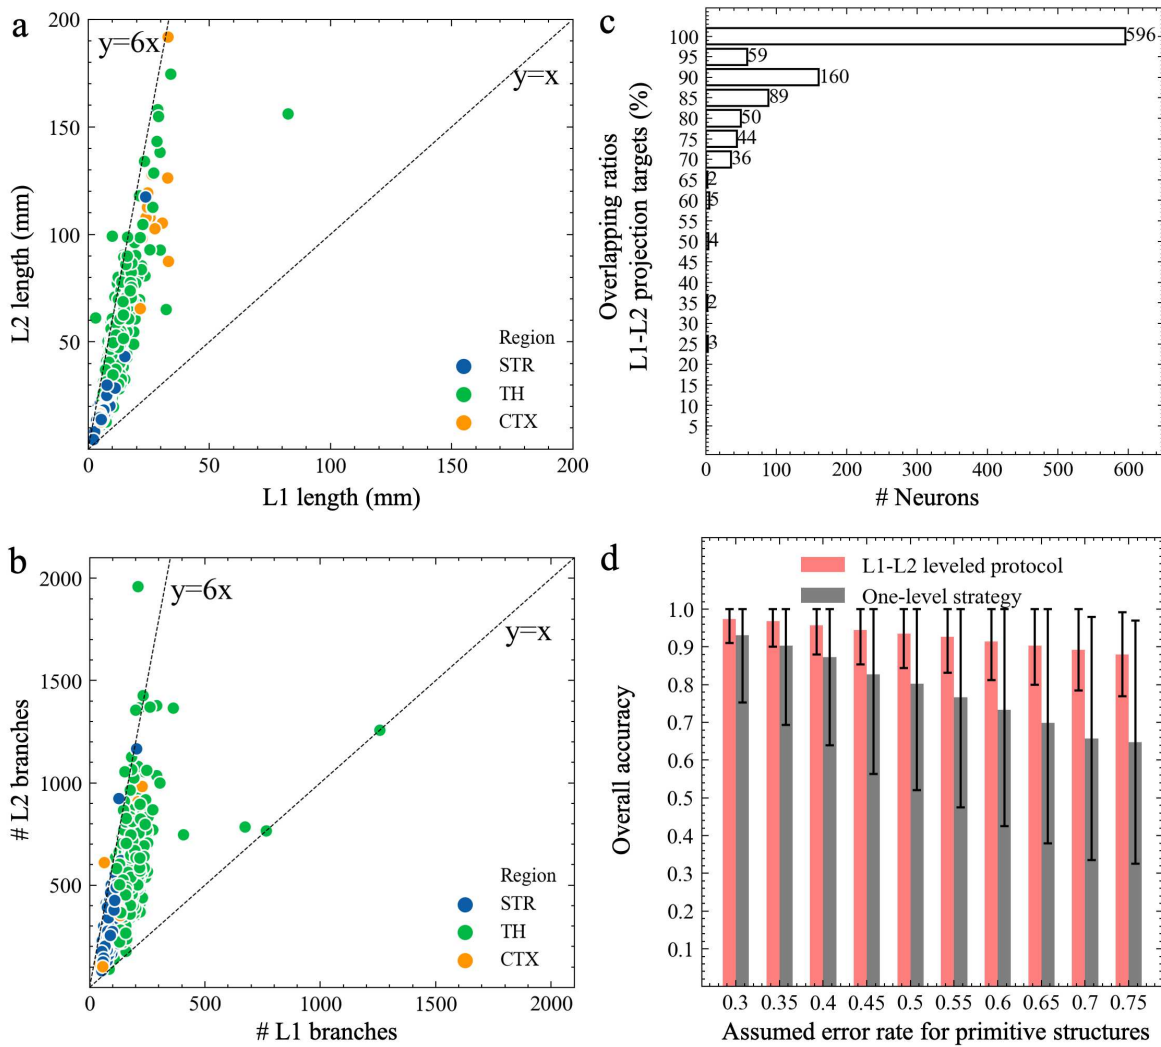 a
200
150
100
50
0
50
100
150
200
y=6x
y=x
L2 length (mm)
L1 length (mm)
Region
STR
TH
CTX
b
2000
1500
1000
500
0
500
1000
1500
2000
y=6x
y=x
# L2 branches
# L1 branches
Region
STR
TH
CTX
c
Overlapping ratios
L1-L2 projection targets (%)
100
95
90
85
80
75
70
65
60
50
45
35
30
25
20
15
10
5
596
59
160
89
50
44
36
2
5
4
2
3
0
100
200
300
400
500
600
# Neurons
d
L1-L2 leveled protocol
One-level strategy
Overall accuracy
1.0
0.9
0.8
0.7
0.6
0.5
0.4
0.3
0.2
0.1
0.3
0.35
0.4
0.45
0.5
0.55
0.6
0.65
0.7
0.75
Assumed error rate for primitive structures